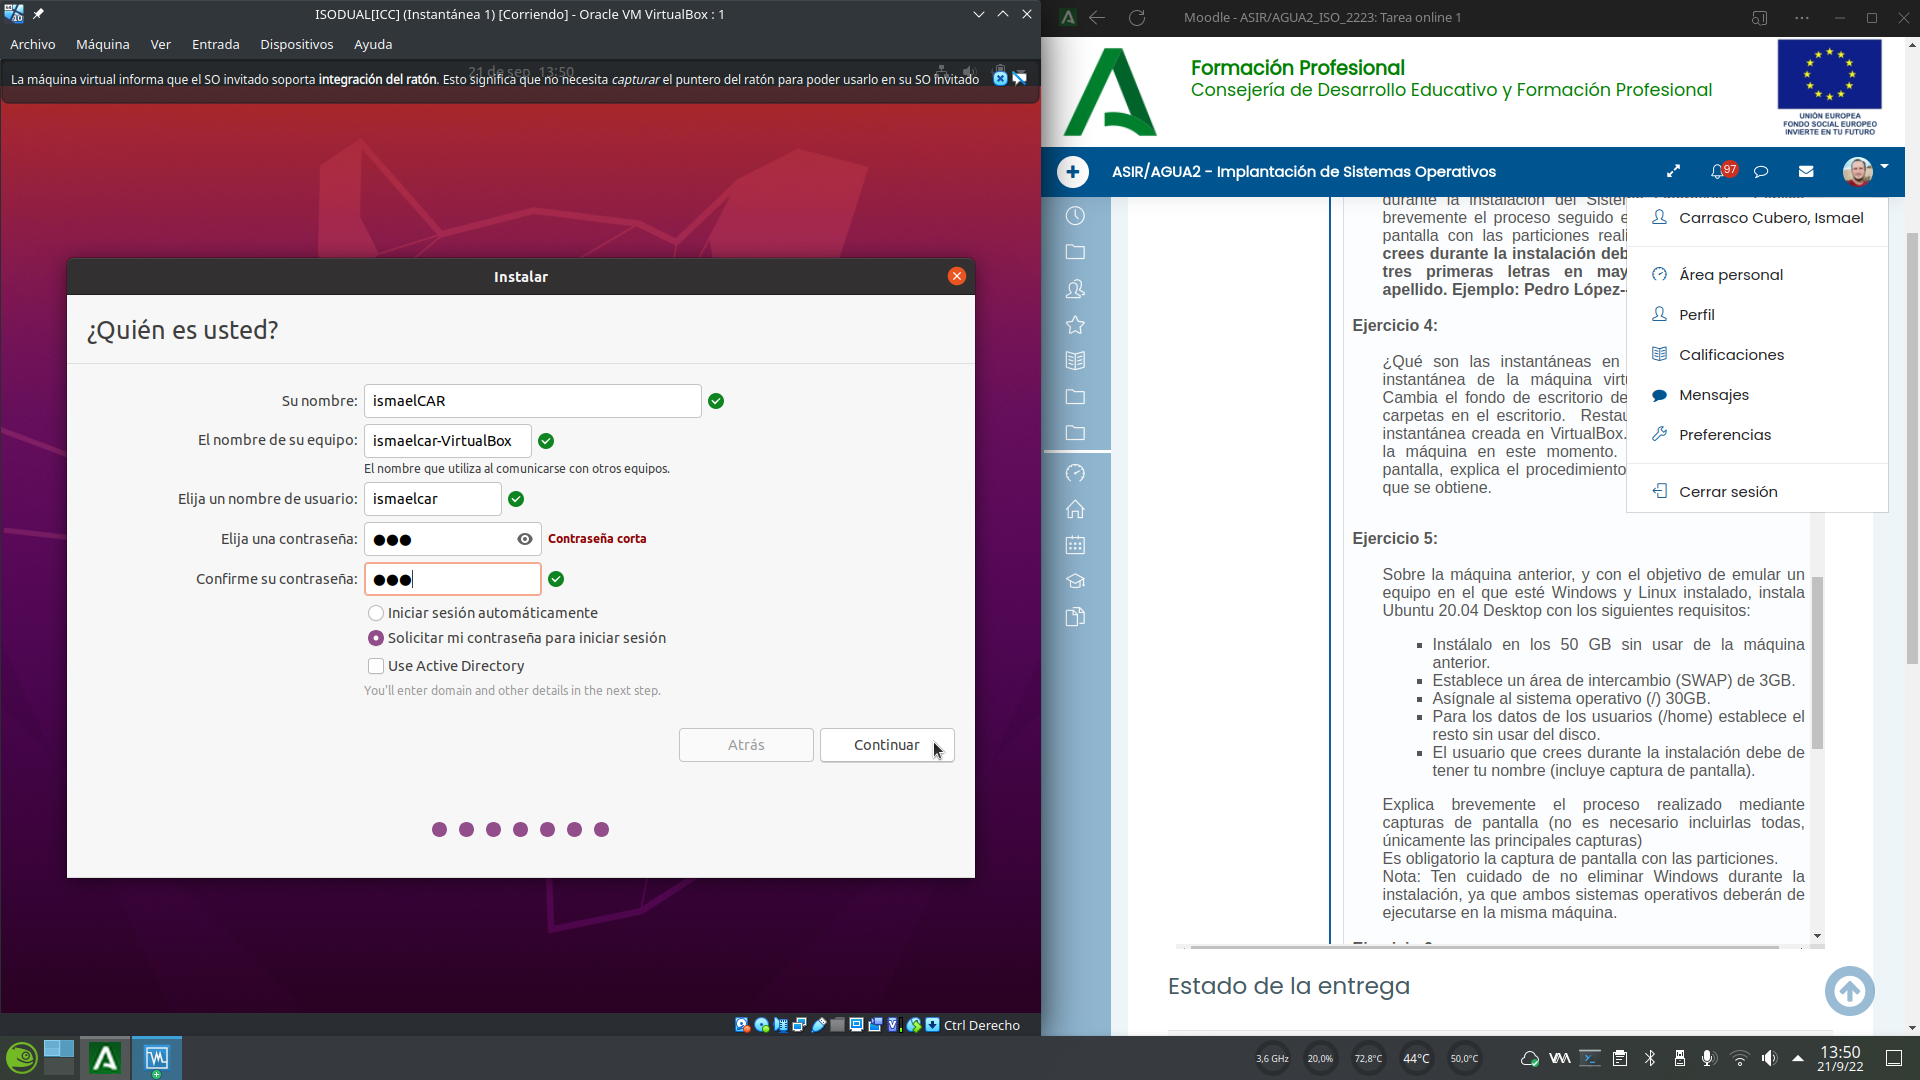 ISODUAL[ICC] (Instantánea 1) [Corriendo] - Oracle VM VirtualBox : 1
Archivo Máquina Ver Entrada Dispositivos Ayuda
21 de sep 13:50
La máquina virtual informa que el SO invitado soporta integración del ratón. Esto significa que no necesita capturar el puntero del ratón para poder usarlo en su SO invitado
Instalar
¿Quién es usted?
Su nombre: ismaelCAR
El nombre de su equipo: ismaelcar-VirtualBox
El nombre que utiliza al comunicarse con otros equipos.
Elija un nombre de usuario: ismaelcar
Elija una contraseña: ●●● Contraseña corta
Confirme su contraseña: ●●●
Iniciar sesión automáticamente
Solicitar mi contraseña para iniciar sesión
Use Active Directory
You'll enter domain and other details in the next step.
Atrás Continuar
Ctrl Derecho
Moodle - ASIR/AGUA2_ISO_2223: Tarea online 1
Formación Profesional
Consejería de Desarrollo Educativo y Formación Profesional
UNIÓN EUROPEA
FONDO SOCIAL EUROPEO
INVIERTE EN TU FUTURO
ASIR/AGUA2 - Implantación de Sistemas Operativos
97
durante la instalación del Siste
brevemente el proceso seguido e
pantalla con las particiones reali
crees durante la instalación deb
tres primeras letras en may
apellido. Ejemplo: Pedro López-
Ejercicio 4:
¿Qué son las instantáneas en
instantánea de la máquina virtu
Cambia el fondo de escritorio de
carpetas en el escritorio. Restau
instantánea creada en VirtualBox.
la máquina en este momento.
pantalla, explica el procedimiento
que se obtiene.
Carrasco Cubero, Ismael
Área personal
Perfil
Calificaciones
Mensajes
Preferencias
Cerrar sesión
Ejercicio 5:
Sobre la máquina anterior, y con el objetivo de emular un
equipo en el que esté Windows y Linux instalado, instala
Ubuntu 20.04 Desktop con los siguientes requisitos:
Instálalo en los 50 GB sin usar de la máquina
anterior.
Establece un área de intercambio (SWAP) de 3GB.
Asígnale al sistema operativo (/) 30GB.
Para los datos de los usuarios (/home) establece el
resto sin usar del disco.
El usuario que crees durante la instalación debe de
tener tu nombre (incluye captura de pantalla).
Explica brevemente el proceso realizado mediante
capturas de pantalla (no es necesario incluirlas todas,
únicamente las principales capturas)
Es obligatorio la captura de pantalla con las particiones.
Nota: Ten cuidado de no eliminar Windows durante la
instalación, ya que ambos sistemas operativos deberán de
ejecutarse en la misma máquina.
Estado de la entrega
3,6 GHz 20,0% 72,8°C 44°C 50,0°C
13:50
21/9/22